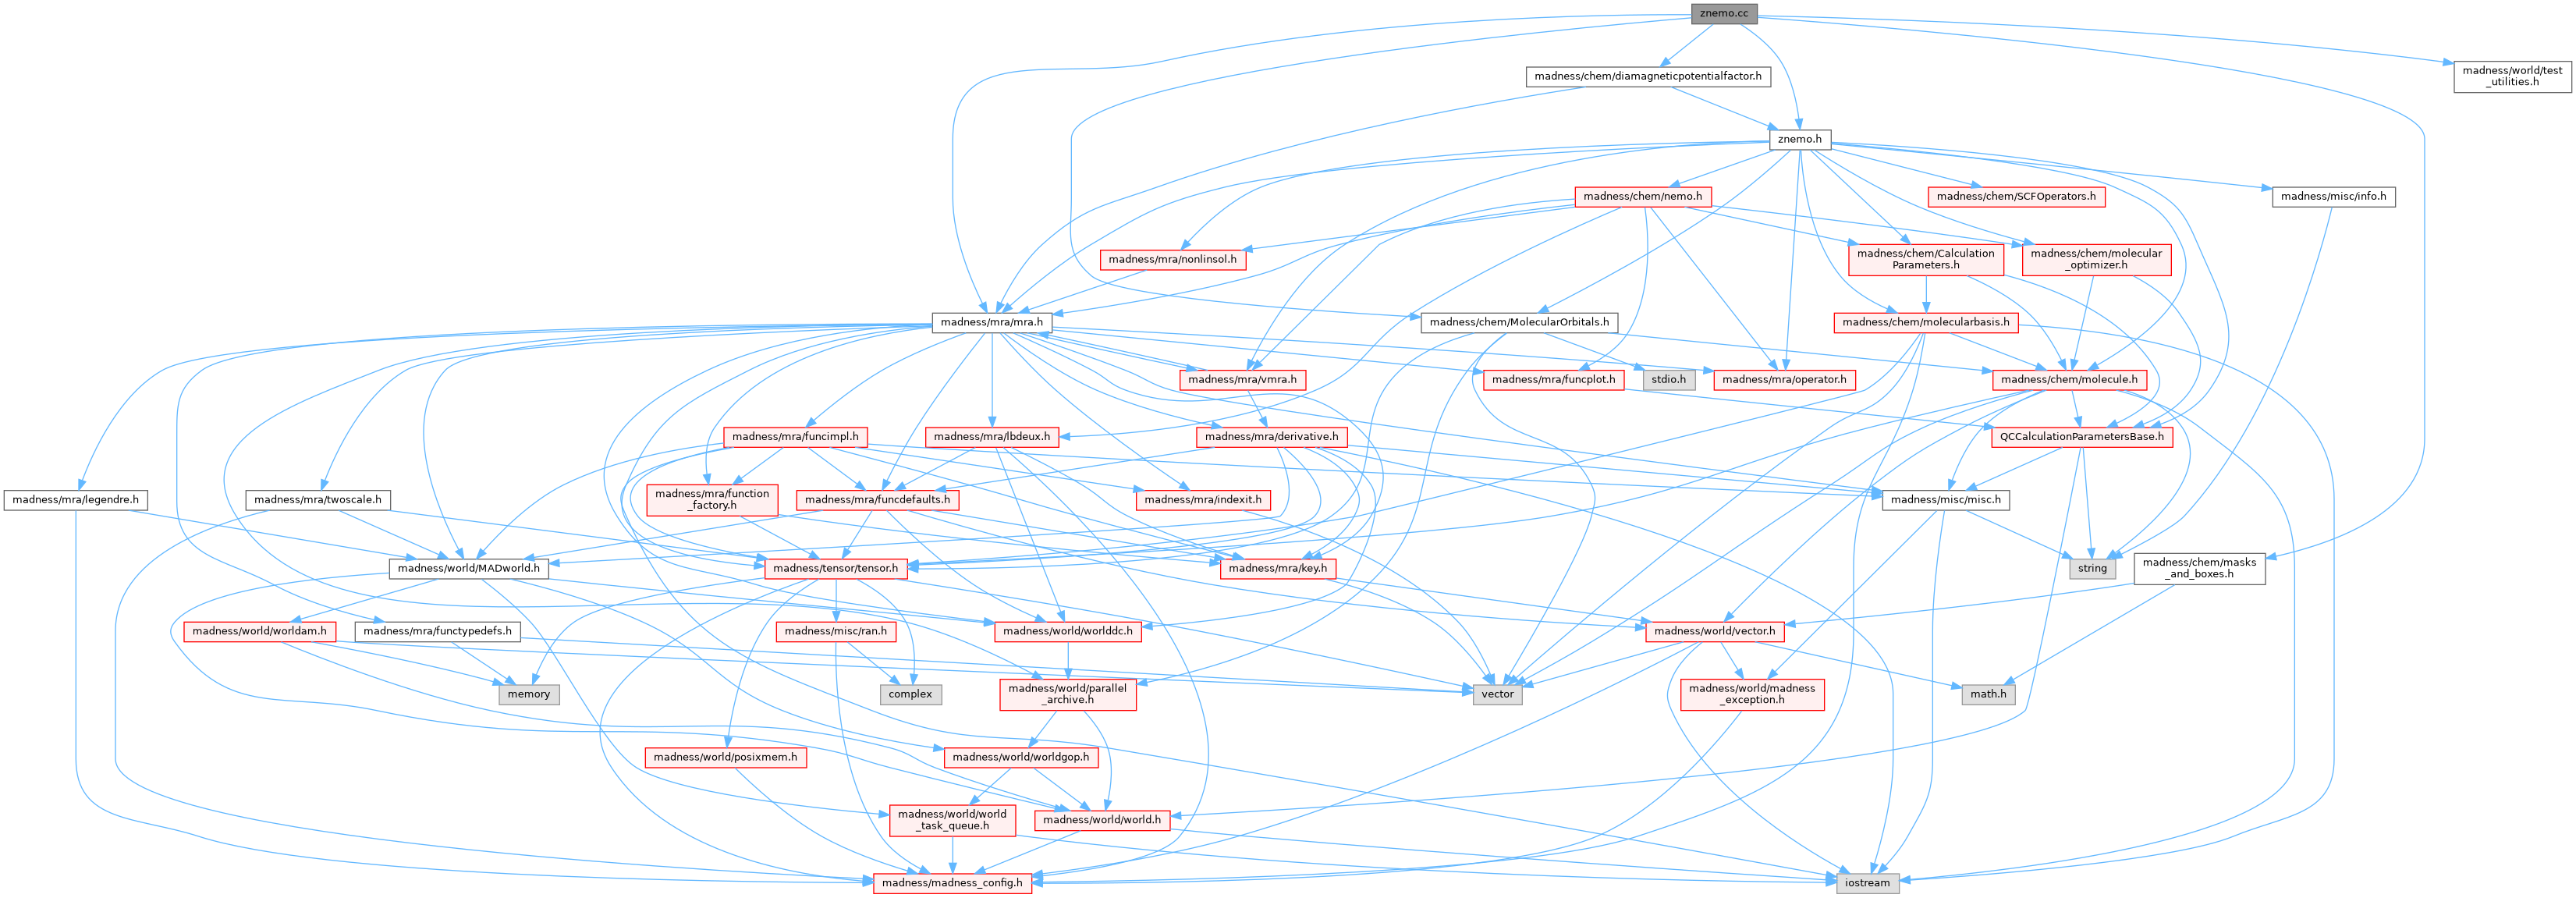 znemo.cc
madness/chem/diamagneticpotentialfactor.h
madness/world/test
_utilities.h
znemo.h
madness/chem/nemo.h
madness/chem/SCFOperators.h
madness/misc/info.h
madness/mra/nonlinsol.h
madness/chem/Calculation
Parameters.h
madness/chem/molecular
_optimizer.h
madness/mra/mra.h
madness/chem/MolecularOrbitals.h
madness/chem/molecularbasis.h
madness/mra/vmra.h
madness/mra/funcplot.h
stdio.h
madness/mra/operator.h
madness/chem/molecule.h
madness/mra/funcimpl.h
madness/mra/lbdeux.h
madness/mra/derivative.h
QCCalculationParametersBase.h
madness/mra/legendre.h
madness/mra/twoscale.h
madness/mra/function
_factory.h
madness/mra/funcdefaults.h
madness/mra/indexit.h
madness/misc/misc.h
madness/world/MADworld.h
madness/tensor/tensor.h
madness/mra/key.h
string
madness/chem/masks
_and_boxes.h
madness/world/worldam.h
madness/mra/functypedefs.h
madness/misc/ran.h
madness/world/worlddc.h
madness/world/vector.h
memory
complex
madness/world/parallel
_archive.h
vector
madness/world/madness
_exception.h
math.h
madness/world/posixmem.h
madness/world/worldgop.h
madness/world/world
_task_queue.h
madness/world/world.h
madness/madness_config.h
iostream